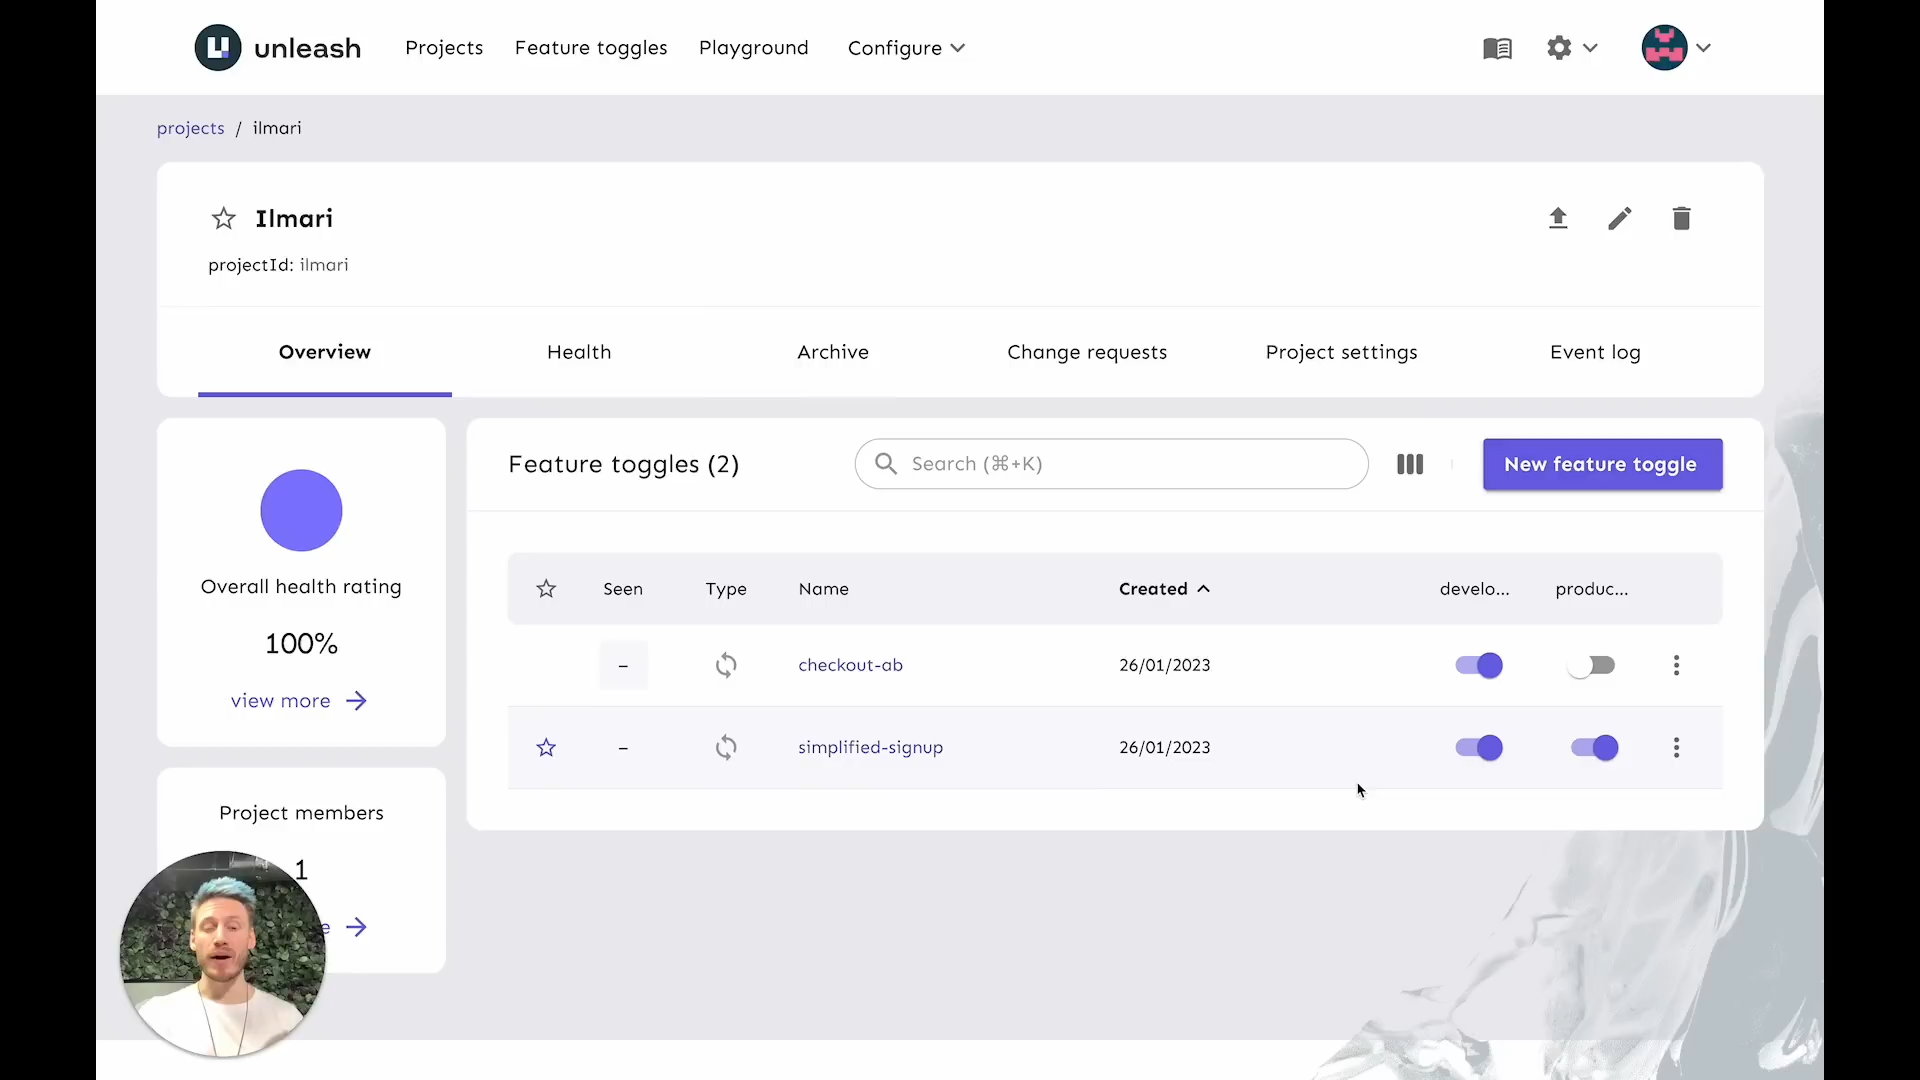 unleash Projects Feature toggles Playground Configure
projects / ilmari
Ilmari
projectId: ilmari
Overview Health Archive Change requests Project settings Event log
Overall health rating
100%
view more
Project members
1
e
Feature toggles (2) Search (⌘+K) New feature toggle
Seen Type Name Created develo... produc...
– checkout-ab 26/01/2023
– simplified-signup 26/01/2023